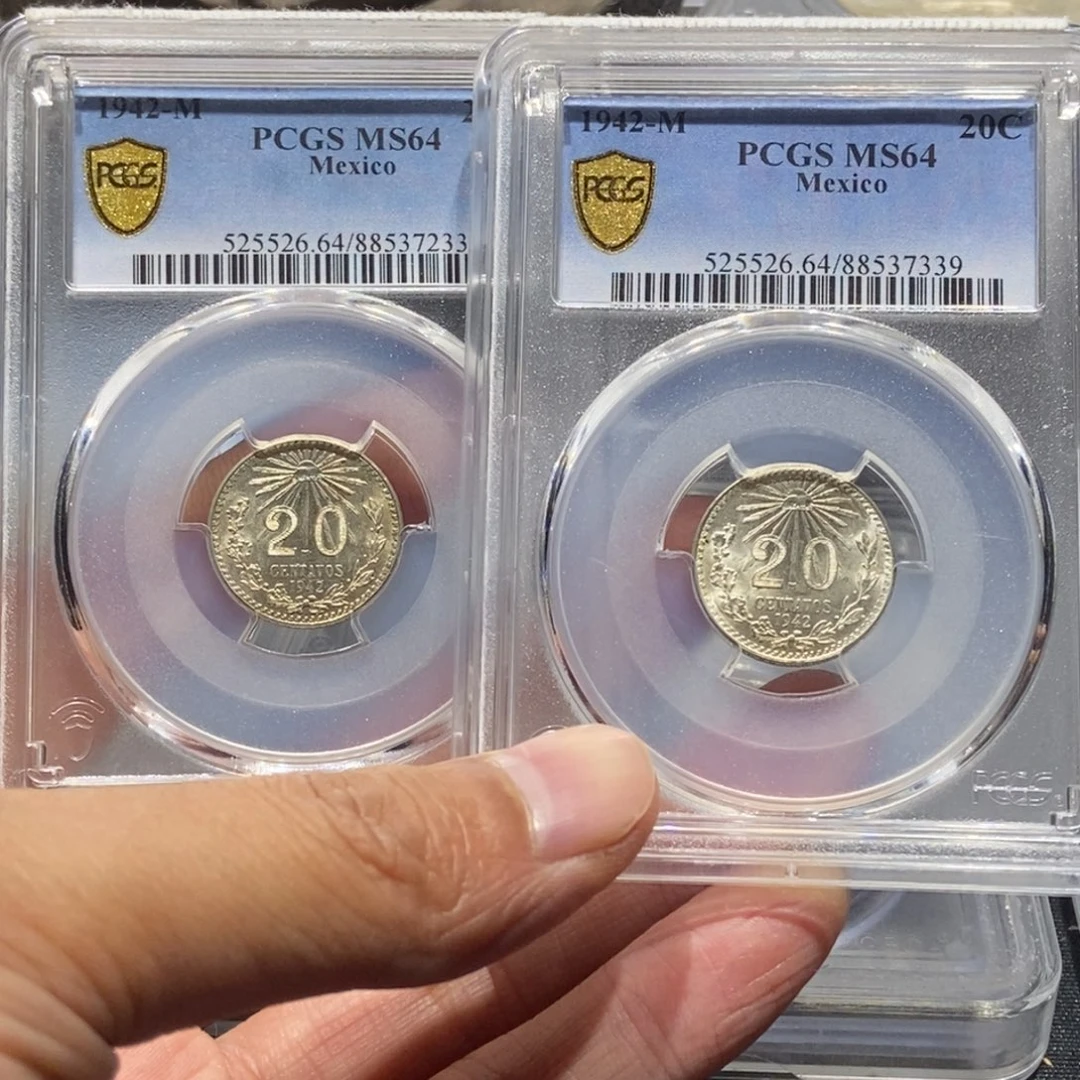 1942-M 2
PCGS MS64
Mexico
PCGS
525526.64/88537233
20
CENTAVOS
1942
1942-M 20C
PCGS MS64
Mexico
PCGS
525526.64/88537339
20
CENTAVOS
1942
PCGS